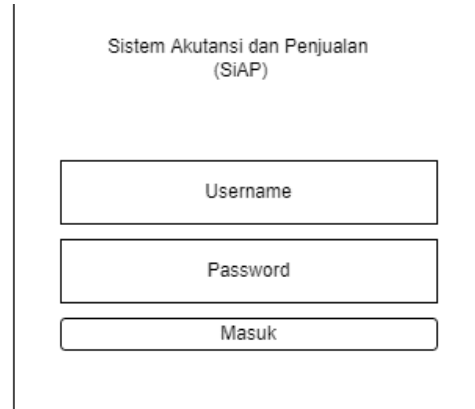 Sistem Akutansi dan Penjualan
(SiAP)
Username
Password
Masuk